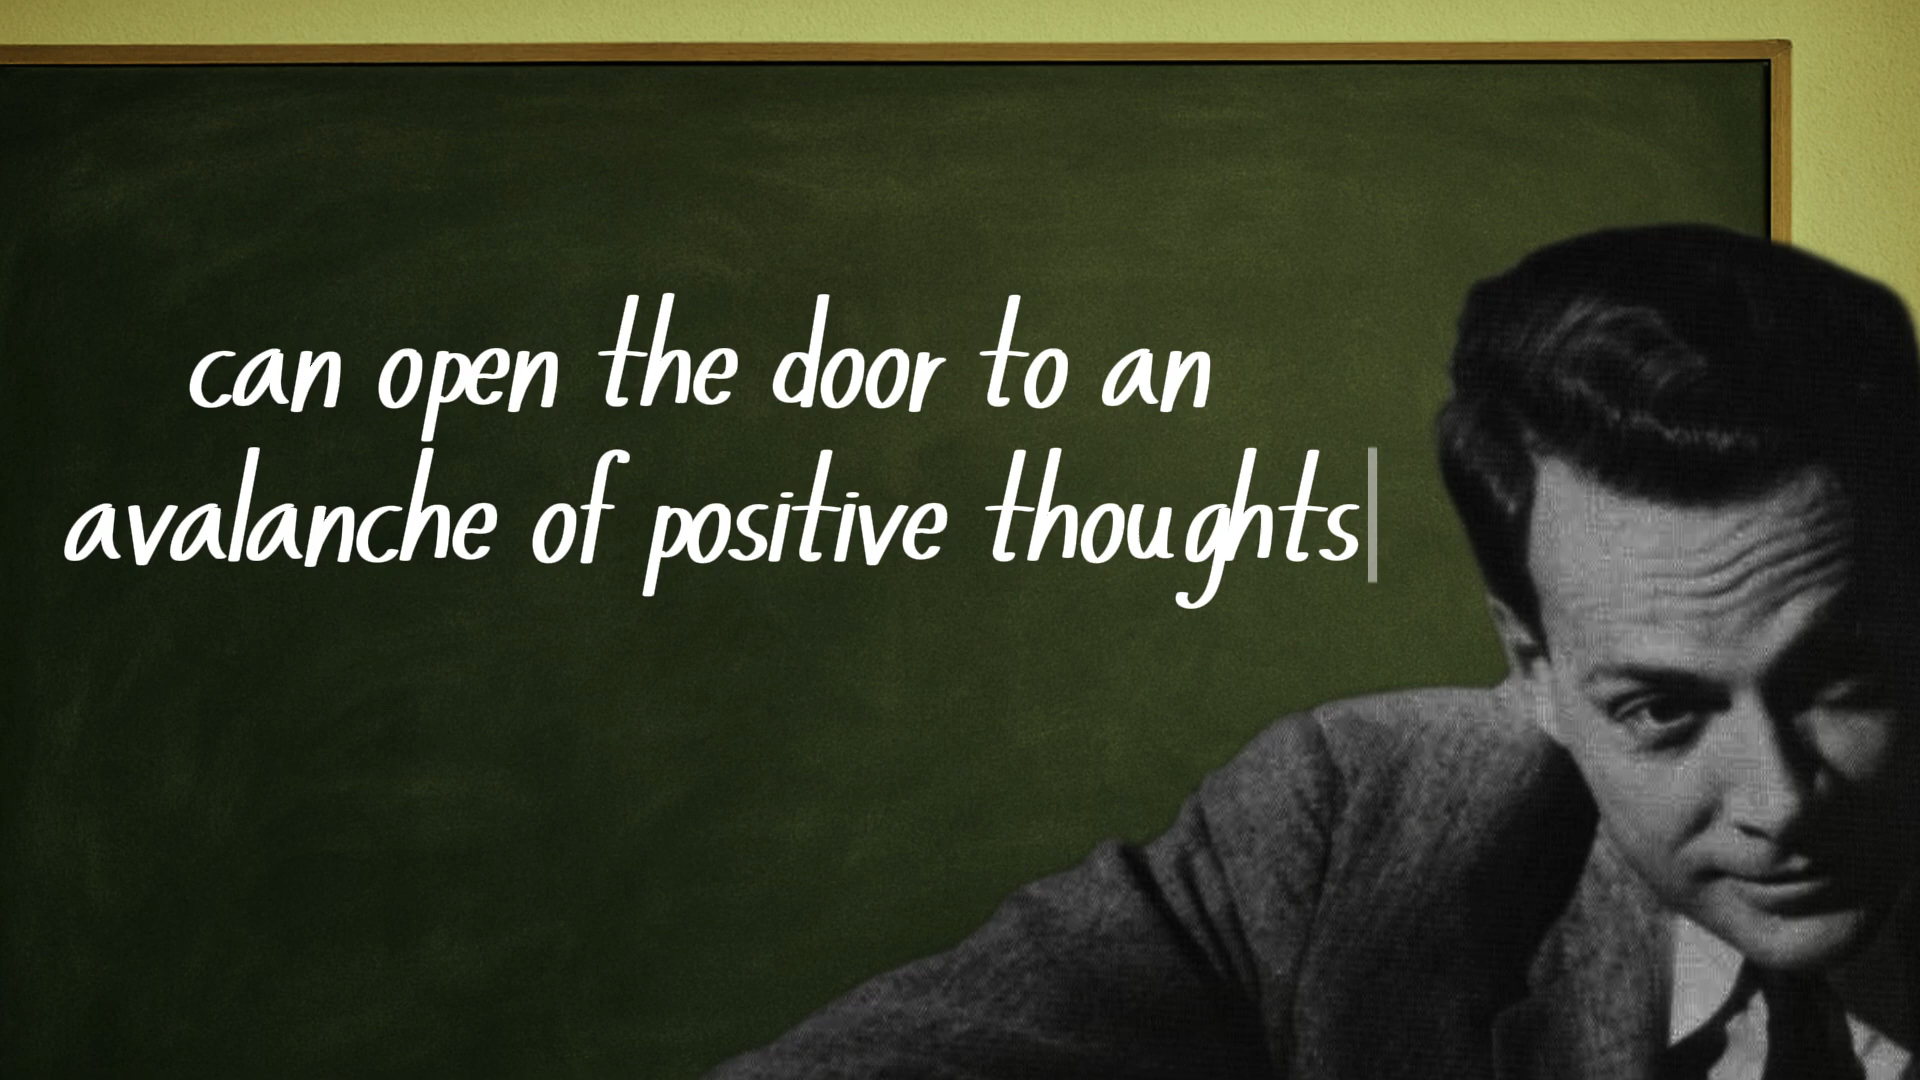 can open the door to an
avalanche of positive thoughts